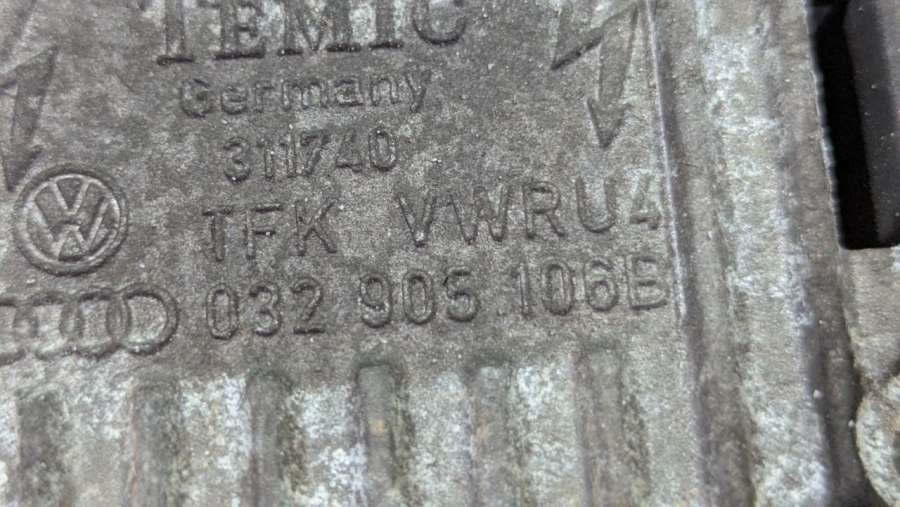 TEMIC
Germany
311740
TFK VWRU4
032 905 106B